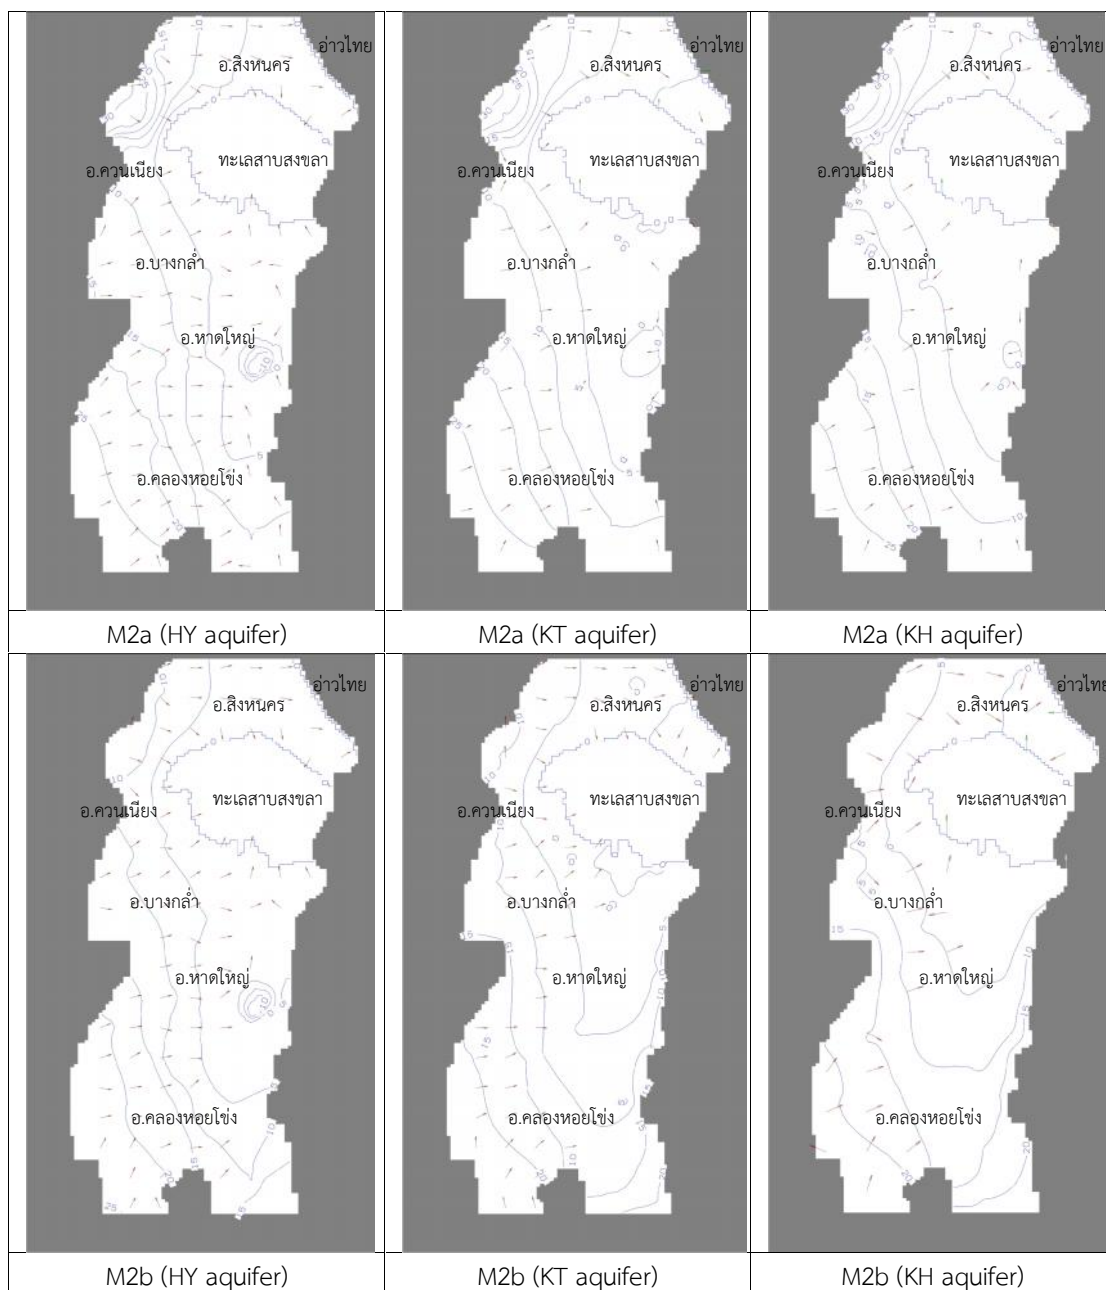 อ่าวไทย
อ.สิงหนคร
ทะเลสาบสงขลา
อ.ควนเนียง
อ.บางกล่ำ
อ.หาดใหญ่
อ.คลองหอยโข่ง
M2a (HY aquifer)
อ่าวไทย
อ.สิงหนคร
ทะเลสาบสงขลา
อ.ควนเนียง
อ.บางกล่ำ
อ.หาดใหญ่
อ.คลองหอยโข่ง
M2a (KT aquifer)
อ่าวไทย
อ.สิงหนคร
ทะเลสาบสงขลา
อ.ควนเนียง
อ.บางกล่ำ
อ.หาดใหญ่
อ.คลองหอยโข่ง
M2a (KH aquifer)
อ่าวไทย
อ.สิงหนคร
ทะเลสาบสงขลา
อ.ควนเนียง
อ.บางกล่ำ
อ.หาดใหญ่
อ.คลองหอยโข่ง
M2b (HY aquifer)
อ่าวไทย
อ.สิงหนคร
ทะเลสาบสงขลา
อ.ควนเนียง
อ.บางกล่ำ
อ.หาดใหญ่
อ.คลองหอยโข่ง
M2b (KT aquifer)
อ่าวไทย
อ.สิงหนคร
ทะเลสาบสงขลา
อ.ควนเนียง
อ.บางกล่ำ
อ.หาดใหญ่
อ.คลองหอยโข่ง
M2b (KH aquifer)